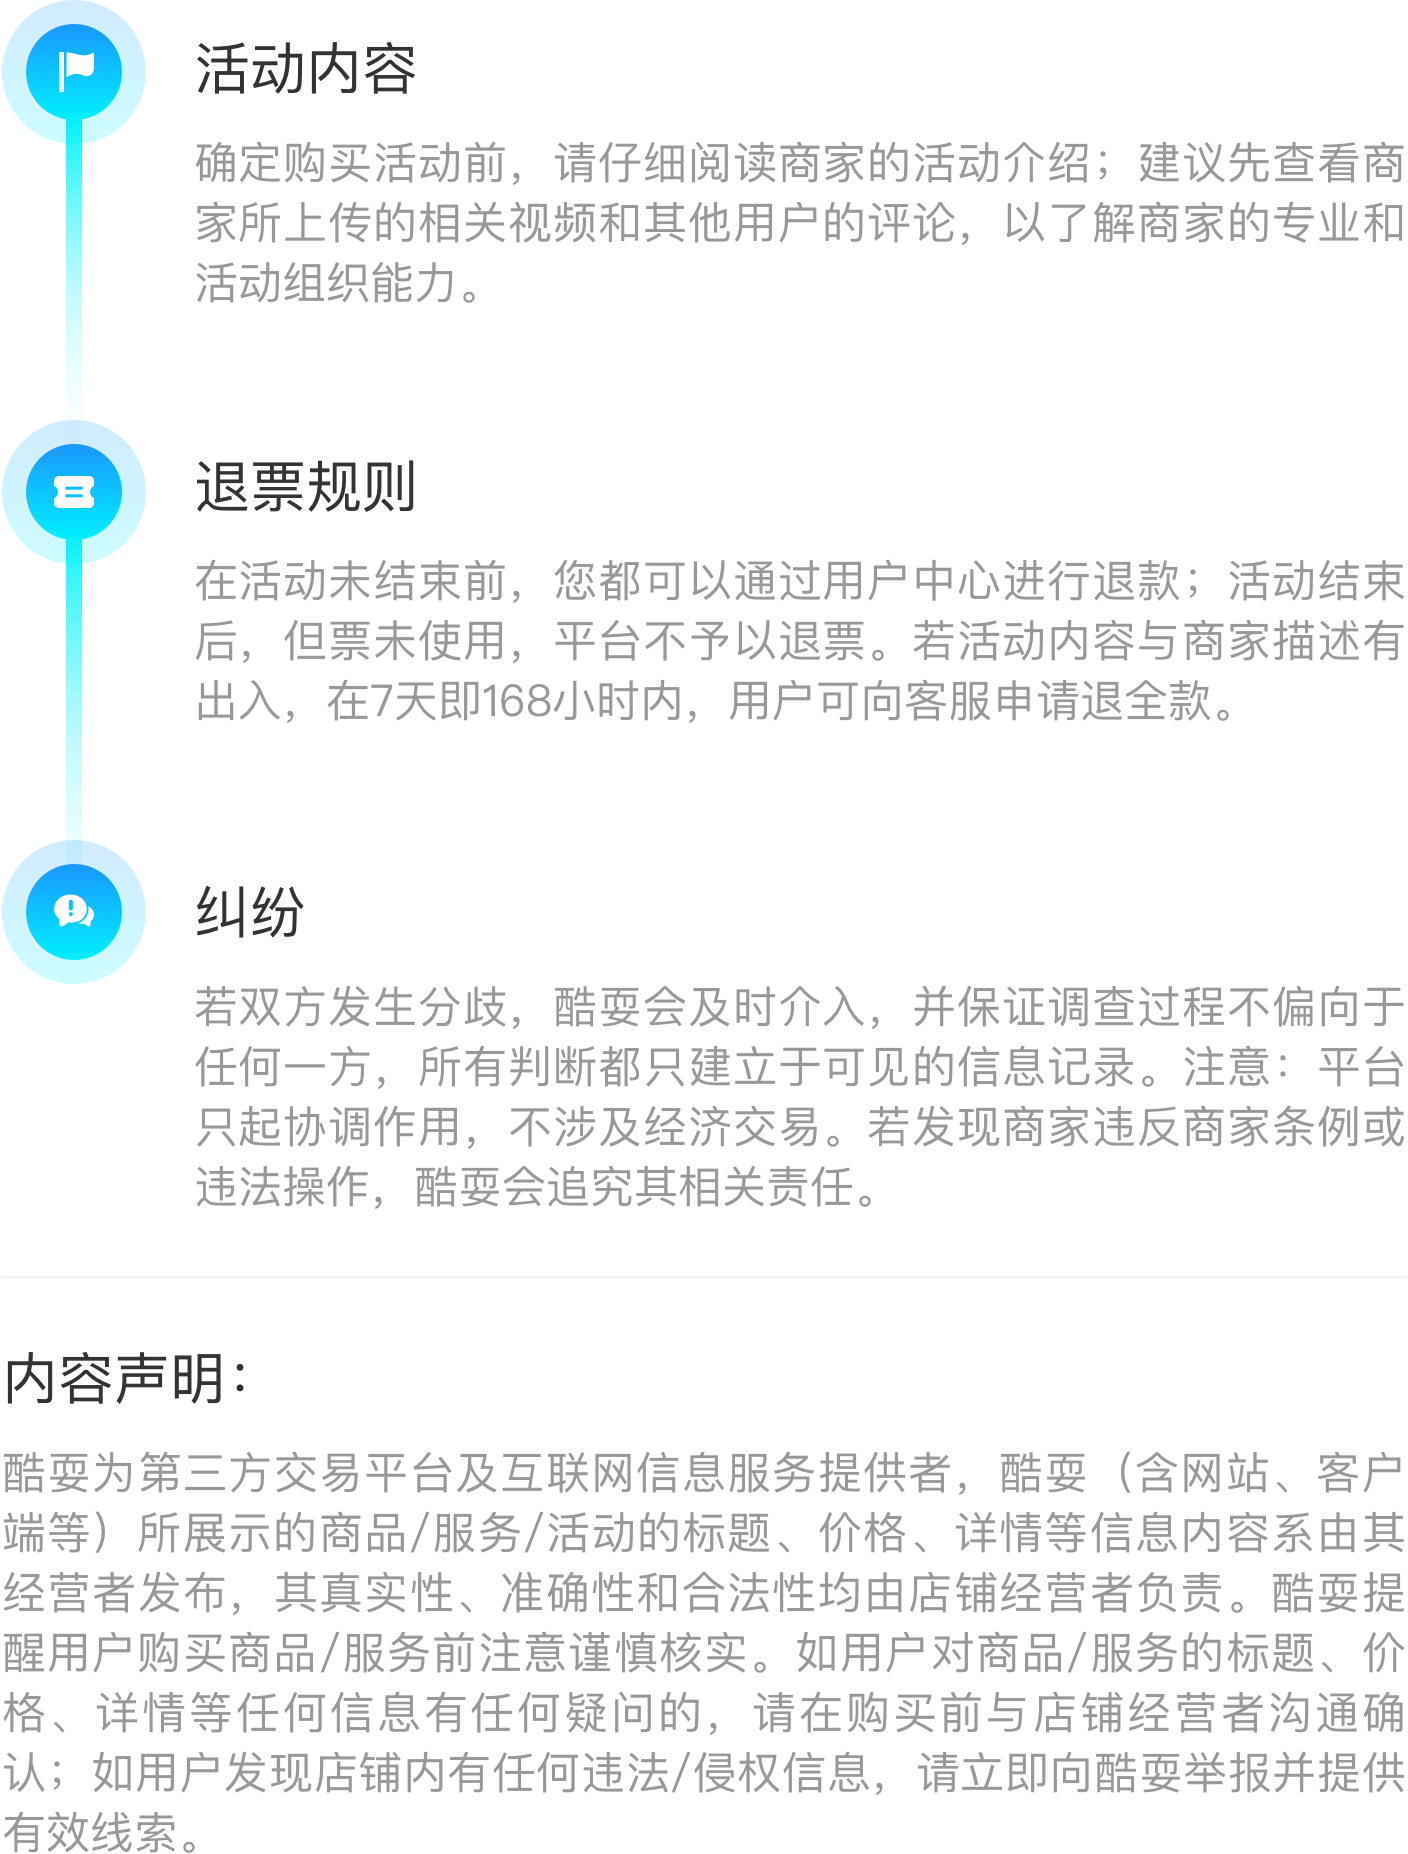 活动内容
确定购买活动前，请仔细阅读商家的活动介绍；建议先查看商
家所上传的相关视频和其他用户的评论，以了解商家的专业和
活动组织能力。
退票规则
在活动未结束前，您都可以通过用户中心进行退款；活动结束
后，但票未使用，平台不予以退票。若活动内容与商家描述有
出入，在7天即168小时内，用户可向客服申请退全款。
纠纷
若双方发生分歧，酷耍会及时介入，并保证调查过程不偏向于
任何一方，所有判断都只建立于可见的信息记录。注意：平台
只起协调作用，不涉及经济交易。若发现商家违反商家条例或
违法操作，酷耍会追究其相关责任。
内容声明：
酷耍为第三方交易平台及互联网信息服务提供者，酷耍（含网站、客户
端等）所展示的商品/服务/活动的标题、价格、详情等信息内容系由其
经营者发布，其真实性、准确性和合法性均由店铺经营者负责。酷耍提
醒用户购买商品/服务前注意谨慎核实。如用户对商品/服务的标题、价
格、详情等任何信息有任何疑问的，请在购买前与店铺经营者沟通确
认；如用户发现店铺内有任何违法/侵权信息，请立即向酷耍举报并提供
有效线索。